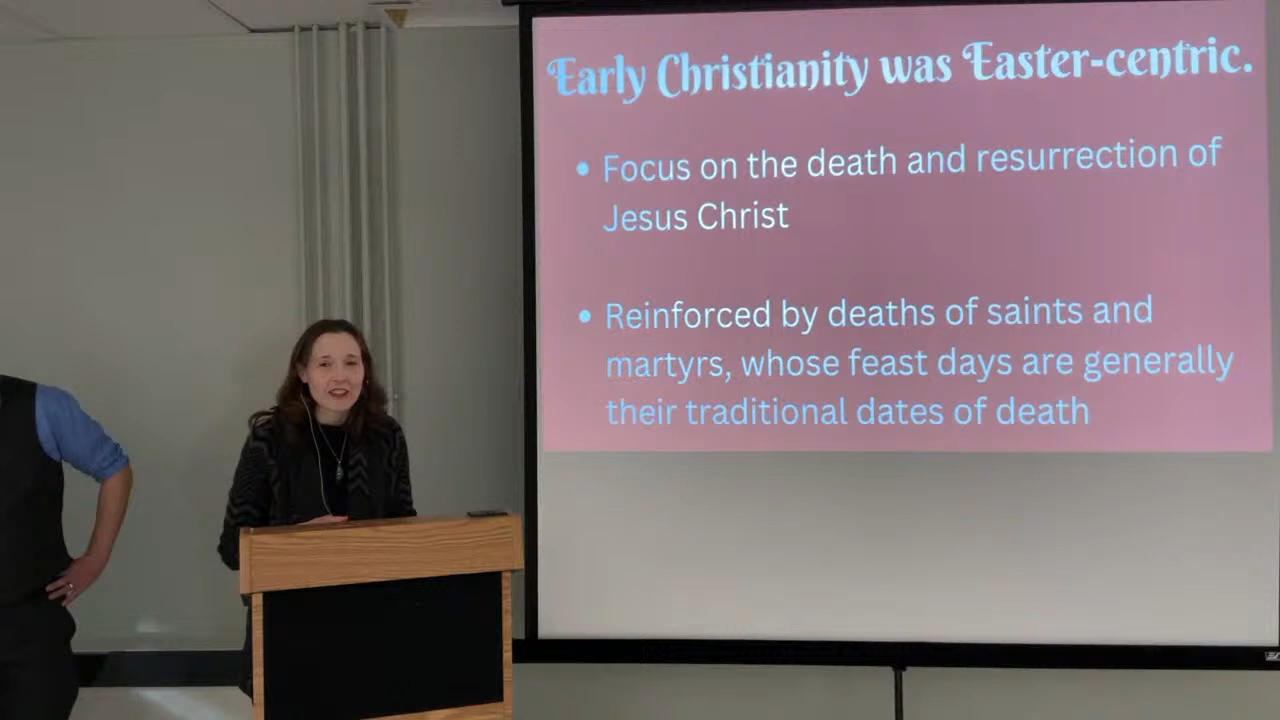 Early Christianity was Easter-centric.
• Focus on the death and resurrection of
Jesus Christ
• Reinforced by deaths of saints and
martyrs, whose feast days are generally
their traditional dates of death